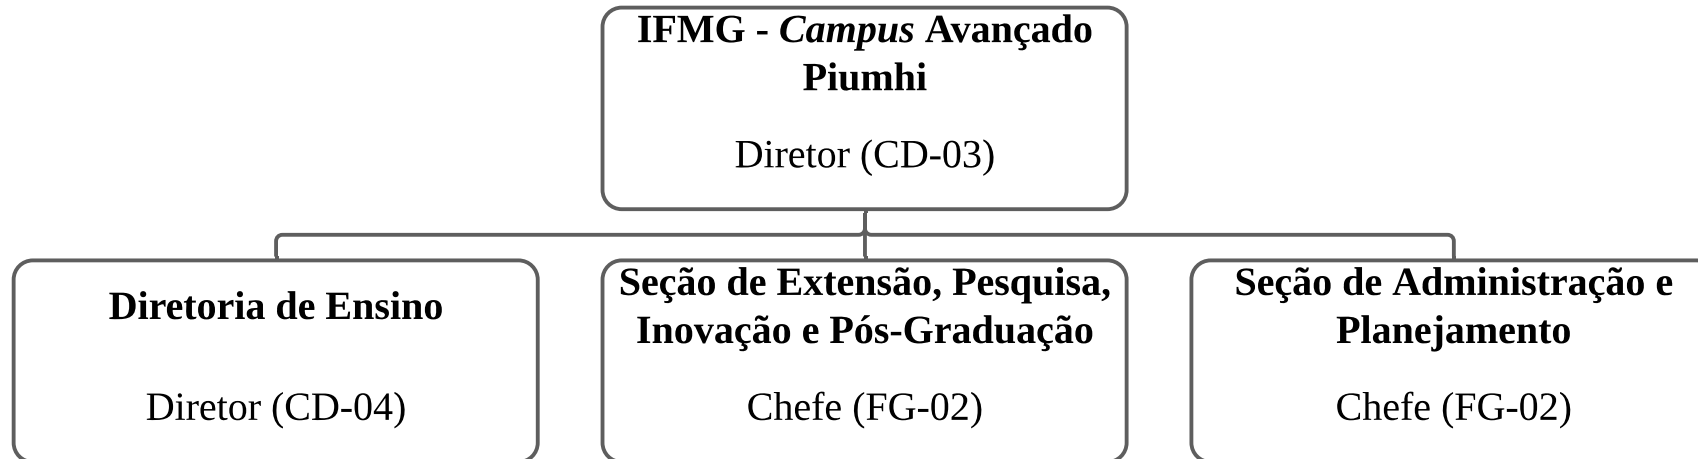 IFMG - Campus Avançado
Piumhi
Diretor (CD-03)
Diretoria de Ensino
Diretor (CD-04)
Seção de Extensão, Pesquisa,
Inovação e Pós-Graduação
Chefe (FG-02)
Seção de Administração e
Planejamento
Chefe (FG-02)